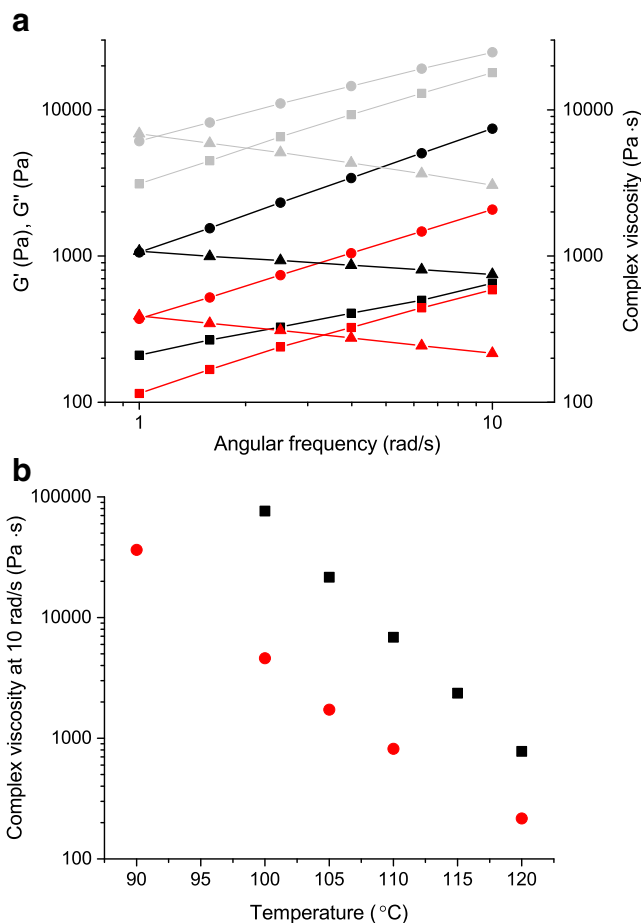 a
10000
1000
100
G' (Pa), G'' (Pa)
10000
1000
100
Complex viscosity (Pa ·s)
1
10
Angular frequency (rad/s)
b
100000
10000
1000
100
Complex viscosity at 10 rad/s (Pa ·s)
90 95 100 105 110 115 120
Temperature (°C)